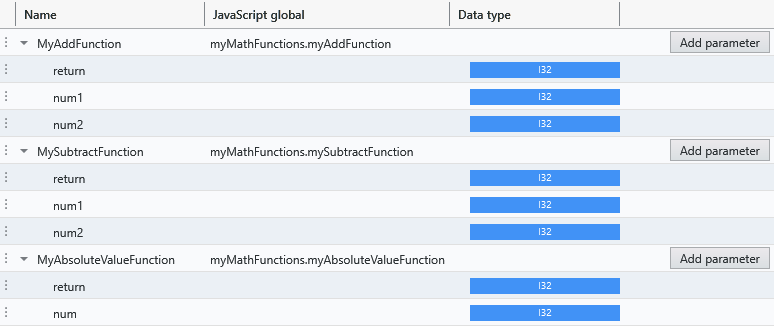 Name JavaScript global Data type
MyAddFunction myMathFunctions.myAddFunction Add parameter
return I32
num1 I32
num2 I32
MySubtractFunction myMathFunctions.mySubtractFunction Add parameter
return I32
num1 I32
num2 I32
MyAbsoluteValueFunction myMathFunctions.myAbsoluteValueFunction Add parameter
return I32
num I32